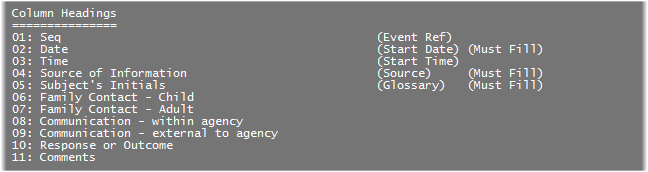 Column Headings
===============
01: Seq (Event Ref)
02: Date (Start Date) (Must Fill)
03: Time (Start Time)
04: Source of Information (Source) (Must Fill)
05: Subject's Initials (Glossary) (Must Fill)
06: Family Contact - Child
07: Family Contact - Adult
08: Communication - within agency
09: Communication - external to agency
10: Response or Outcome
11: Comments